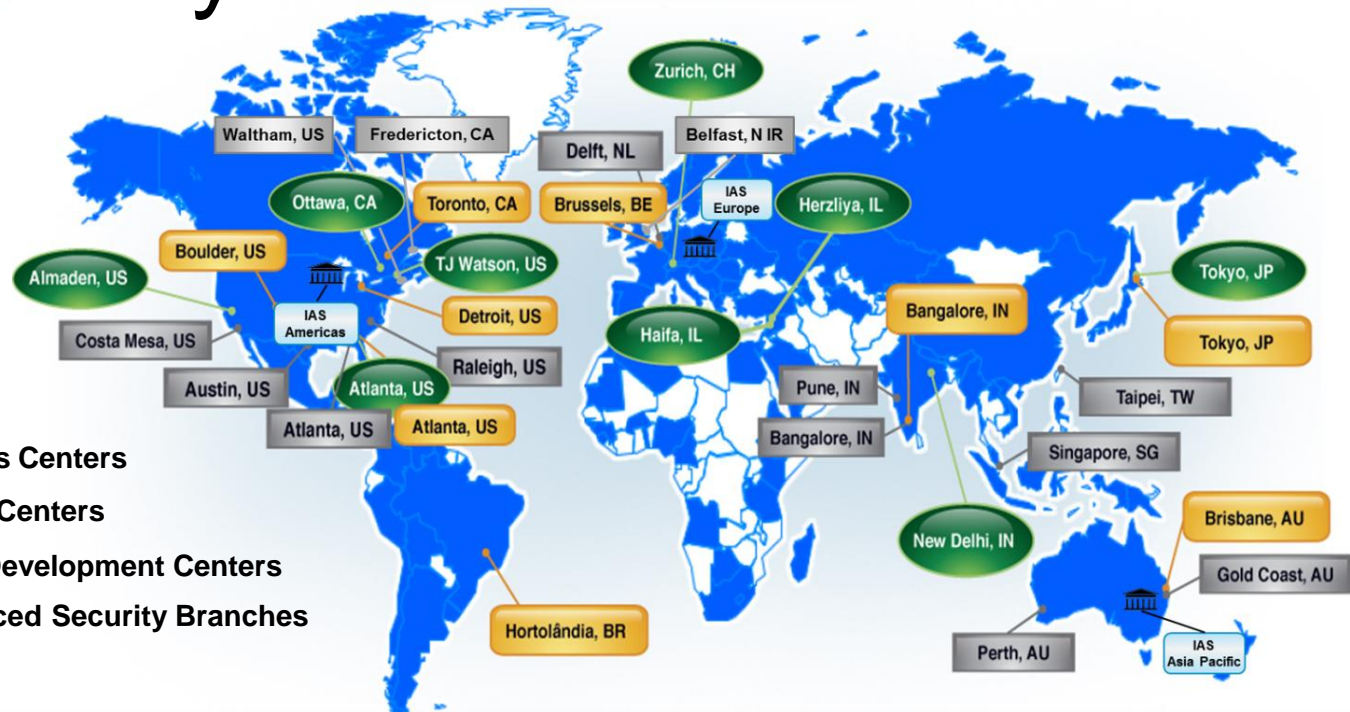 y
Zurich, CH
Waltham, US
Fredericton, CA
Belfast, N IR
Delft, NL
Ottawa, CA
Toronto, CA
Brussels, BE
IAS
Europe
Herzliya, IL
Boulder, US
TJ Watson, US
Almaden, US
Tokyo, JP
IAS
Americas
Detroit, US
Bangalore, IN
Costa Mesa, US
Haifa, IL
Tokyo, JP
Raleigh, US
Austin, US
Atlanta, US
Pune, IN
Taipei, TW
Atlanta, US
Atlanta, US
Bangalore, IN
Singapore, SG
s Centers
Centers
evelopment Centers
ced Security Branches
Brisbane, AU
New Delhi, IN
Gold Coast, AU
Hortolândia, BR
Perth, AU
IAS
Asia Pacific